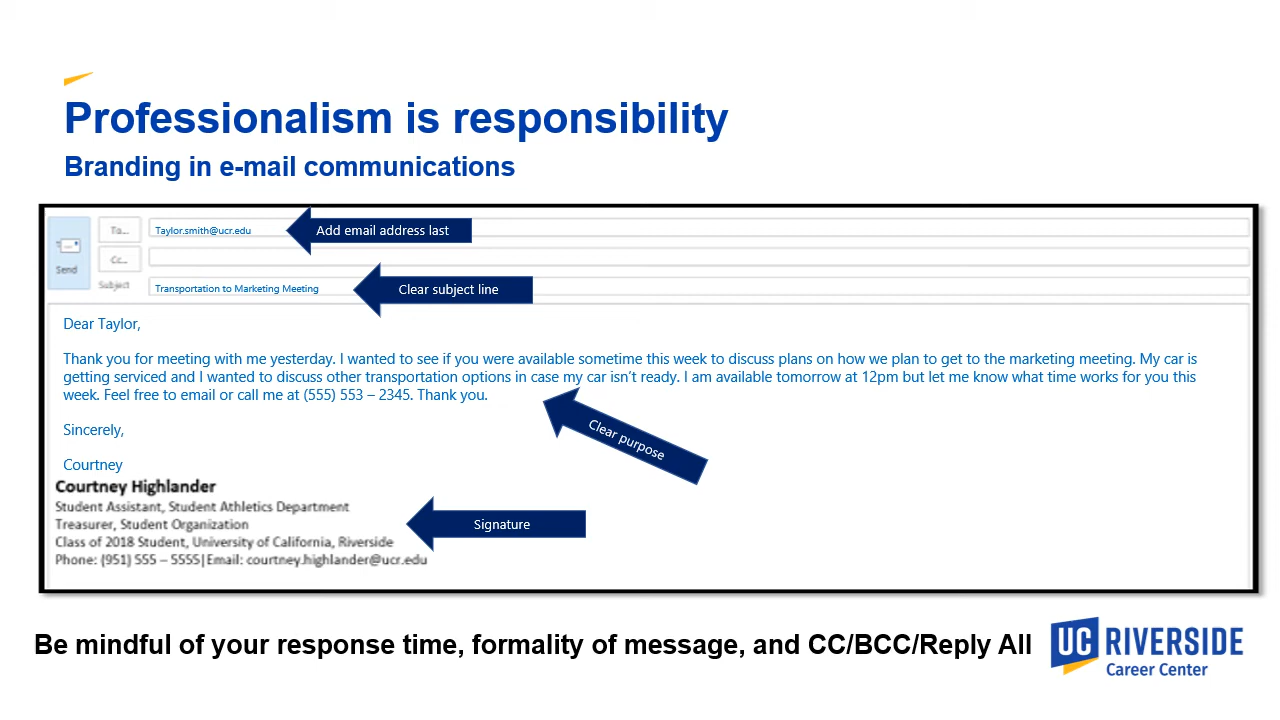 Professionalism is responsibility
Branding in e-mail communications
To...
Taylor.smith@ucr.edu
Add email address last
Cc...
Send
Subject
Transportation to Marketing Meeting
Clear subject line
Dear Taylor,
Thank you for meeting with me yesterday. I wanted to see if you were available sometime this week to discuss plans on how we plan to get to the marketing meeting. My car is
getting serviced and I wanted to discuss other transportation options in case my car isn’t ready. I am available tomorrow at 12pm but let me know what time works for you this
week. Feel free to email or call me at (555) 553 – 2345. Thank you.
Clear purpose
Sincerely,
Courtney
Courtney Highlander
Student Assistant, Student Athletics Department
Treasurer, Student Organization
Signature
Class of 2018 Student, University of California, Riverside
Phone: (951) 555 – 5555|Email: courtney.highlander@ucr.edu
Be mindful of your response time, formality of message, and CC/BCC/Reply All
UC RIVERSIDE
Career Center